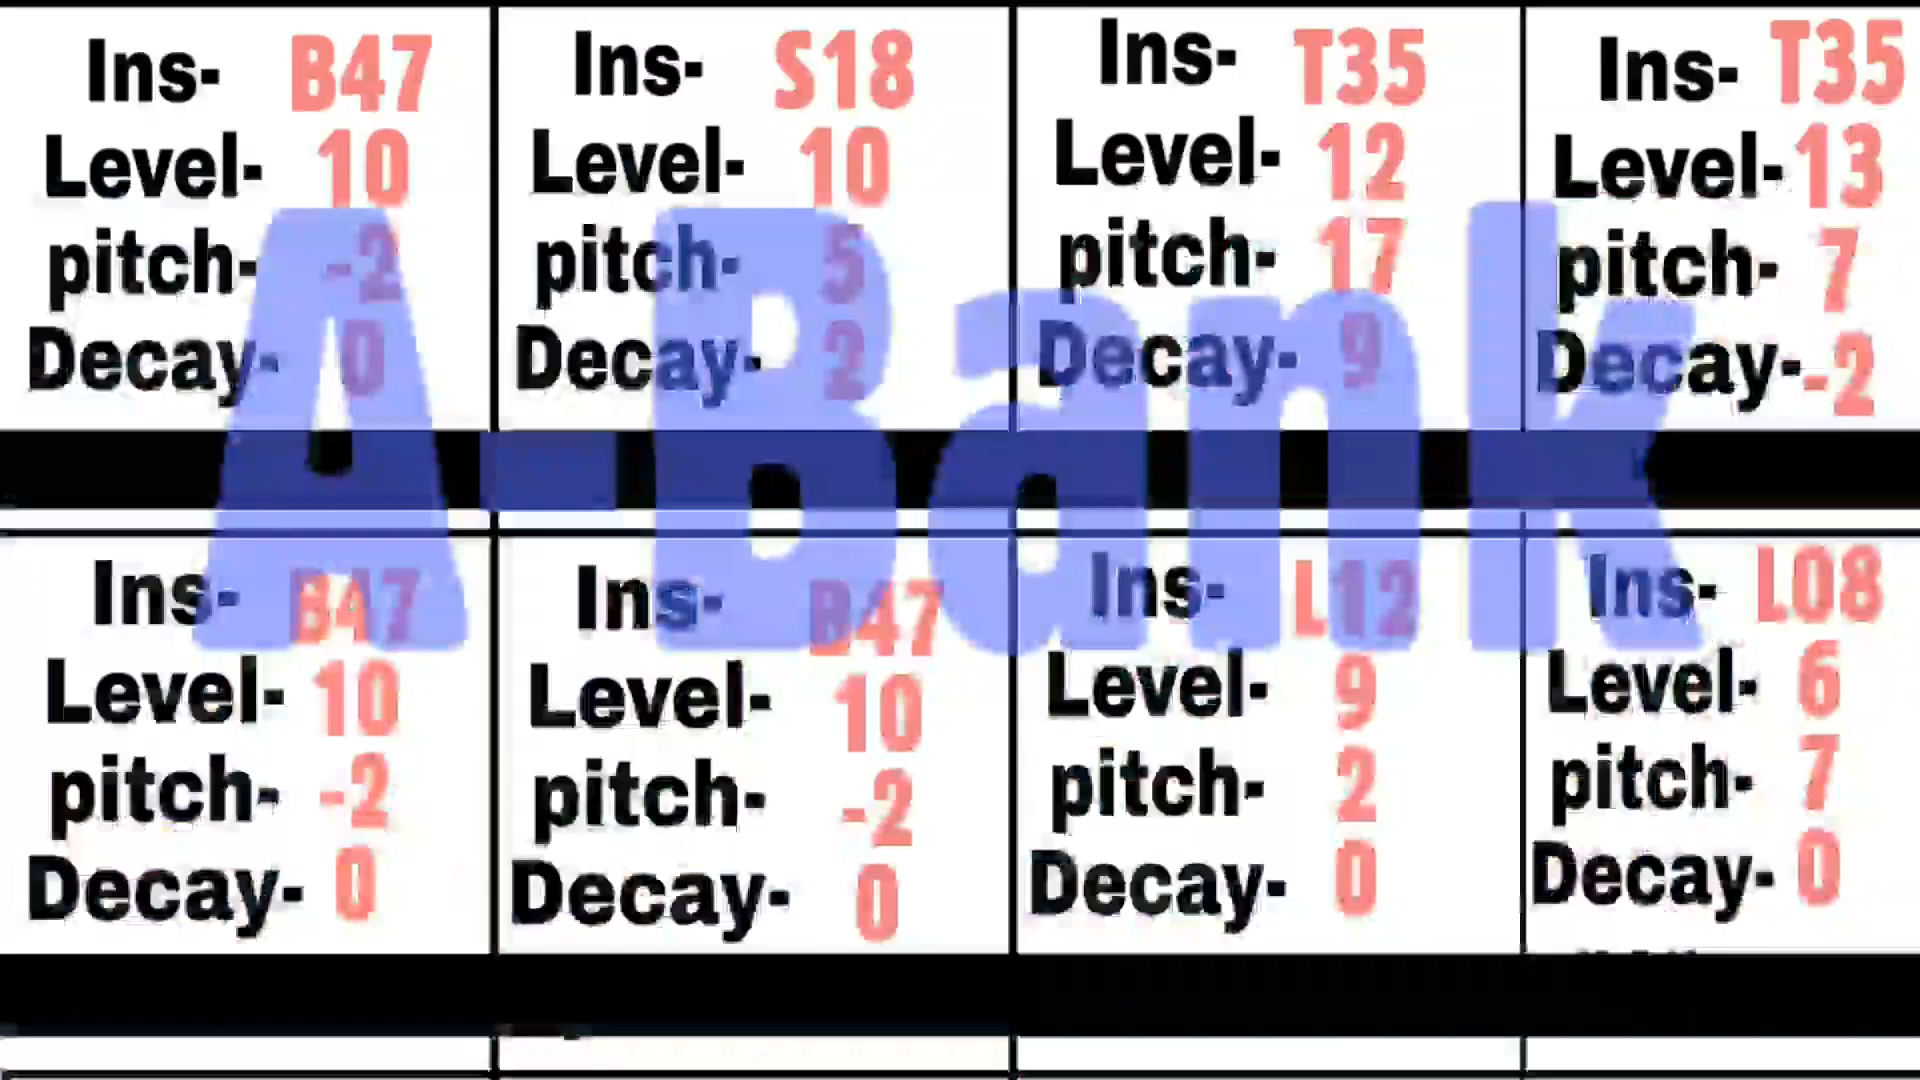 Ins- B47
Level- 10
pitch- -2
Decay- 0
Ins- S18
Level- 10
pitch- 5
Decay- 2
Ins- T35
Level- 12
pitch- 17
Decay- 9
Ins- T35
Level- 13
pitch- 7
Decay- -2
A-Bank
Ins- B47
Level- 10
pitch- -2
Decay- 0
Ins- B47
Level- 10
pitch- -2
Decay- 0
Ins- L12
Level- 9
pitch- 2
Decay- 0
Ins- L08
Level- 6
pitch- 7
Decay- 0